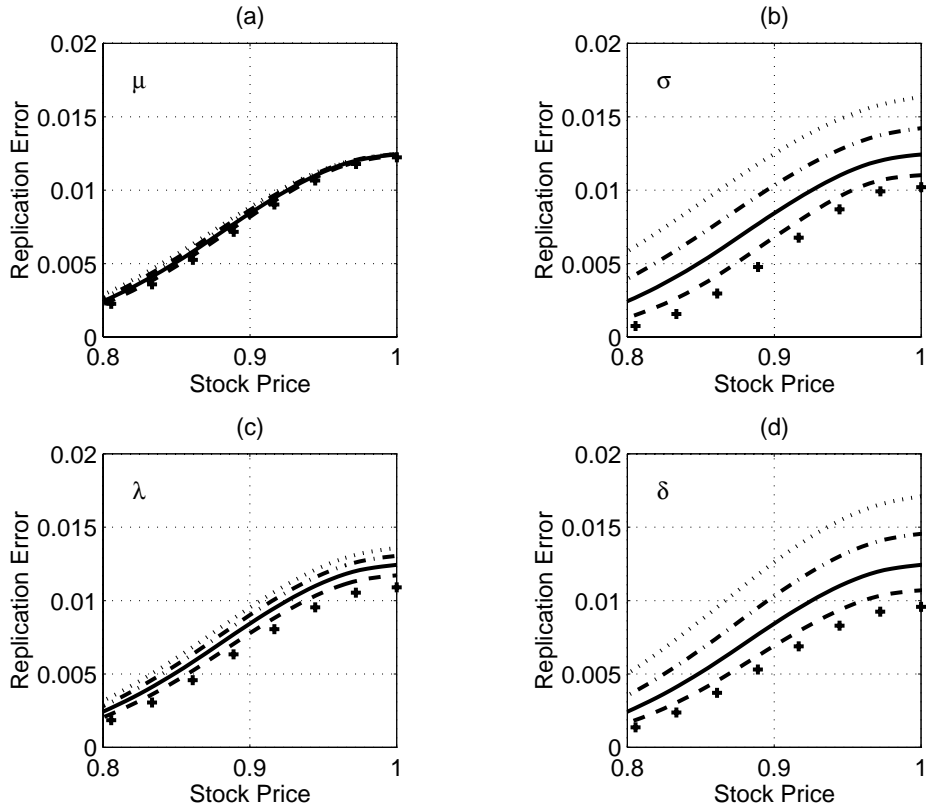 (a)
0.02
0.015
0.01
0.005
0
μ
Replication Error
0.8
0.9
1
Stock Price
(b)
0.02
0.015
0.01
0.005
0
σ
Replication Error
0.8
0.9
1
Stock Price
(c)
0.02
0.015
0.01
0.005
0
λ
Replication Error
0.8
0.9
1
Stock Price
(d)
0.02
0.015
0.01
0.005
0
δ
Replication Error
0.8
0.9
1
Stock Price